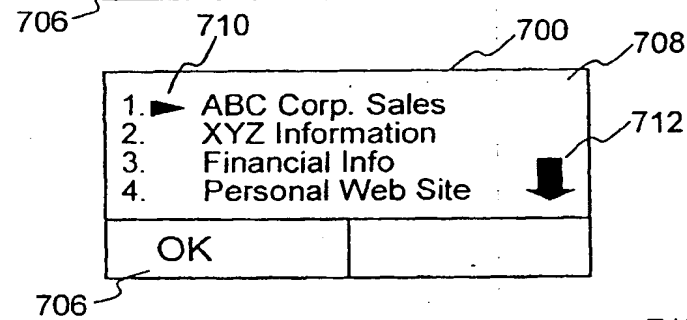 706
710
700
708
1. ABC Corp. Sales
2. XYZ Information
712
3. Financial Info
4. Personal Web Site
OK
706